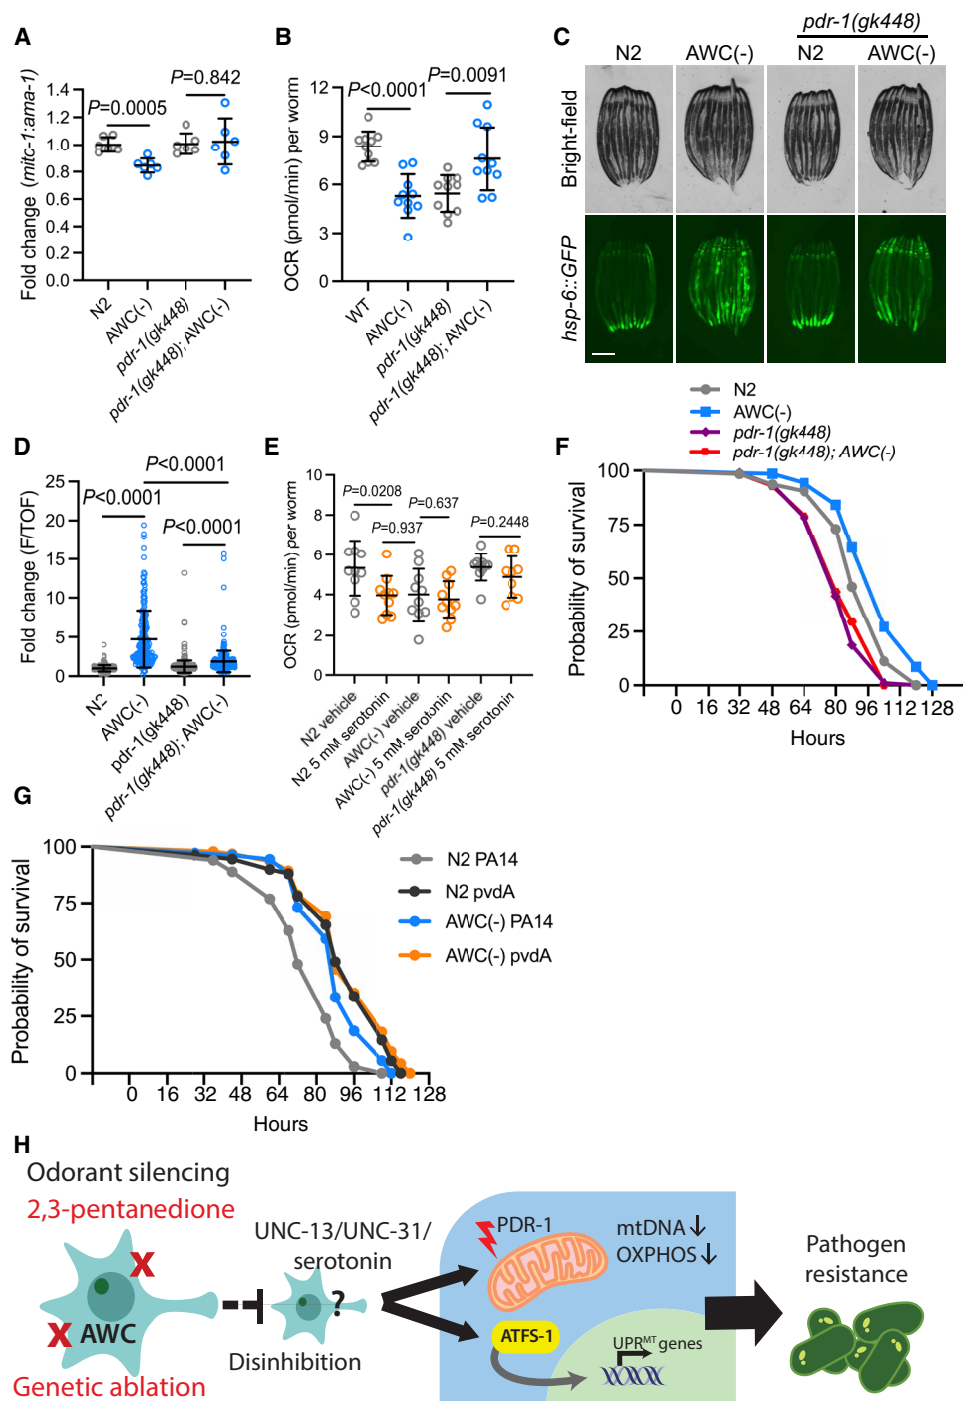 A
Fold change (mitc-1:ama-1)
1.4
1.2
1.0
0.8
0.6
0.4
0.2
0.0
P=0.0005
P=0.842
N2
AWC(-)
pdr-1(gk448)
pdr-1(gk448); AWC(-)
B
OCR (pmol/min) per worm
12
9
6
3
0
P<0.0001
P=0.0091
WT
AWC(-)
pdr-1(gk448)
pdr-1(gk448); AWC(-)
C
pdr-1(gk448)
N2
AWC(-)
N2
AWC(-)
Bright-field
hsp-6::GFP
D
Fold change (F/TOF)
25
20
15
10
5
0
P<0.0001
P<0.0001
P<0.0001
N2
AWC(-)
pdr-1(gk448)
pdr-1(gk448); AWC(-)
E
OCR (pmol/min) per worm
10
8
6
4
2
0
P=0.0208
P=0.937
P=0.637
P=0.2448
N2 vehicle
N2 5 mM serotonin
AWC(-) vehicle
AWC(-) 5 mM serotonin
pdr-1(gk448) vehicle
pdr-1(gk448) 5 mM serotonin
F
N2
AWC(-)
pdr-1(gk448)
pdr-1(gk448); AWC(-)
Probability of survival
100
75
50
25
0
0 16 32 48 64 80 96 112 128
Hours
G
Probability of survival
100
75
50
25
0
0 16 32 48 64 80 96 112 128
Hours
N2 PA14
N2 pvdA
AWC(-) PA14
AWC(-) pvdA
H
Odorant silencing
2,3-pentanedione
X
X
AWC
Genetic ablation
UNC-13/UNC-31/
serotonin
?
Disinhibition
PDR-1
mtDNA ↓
OXPHOS ↓
ATFS-1
UPRMT genes
Pathogen
resistance